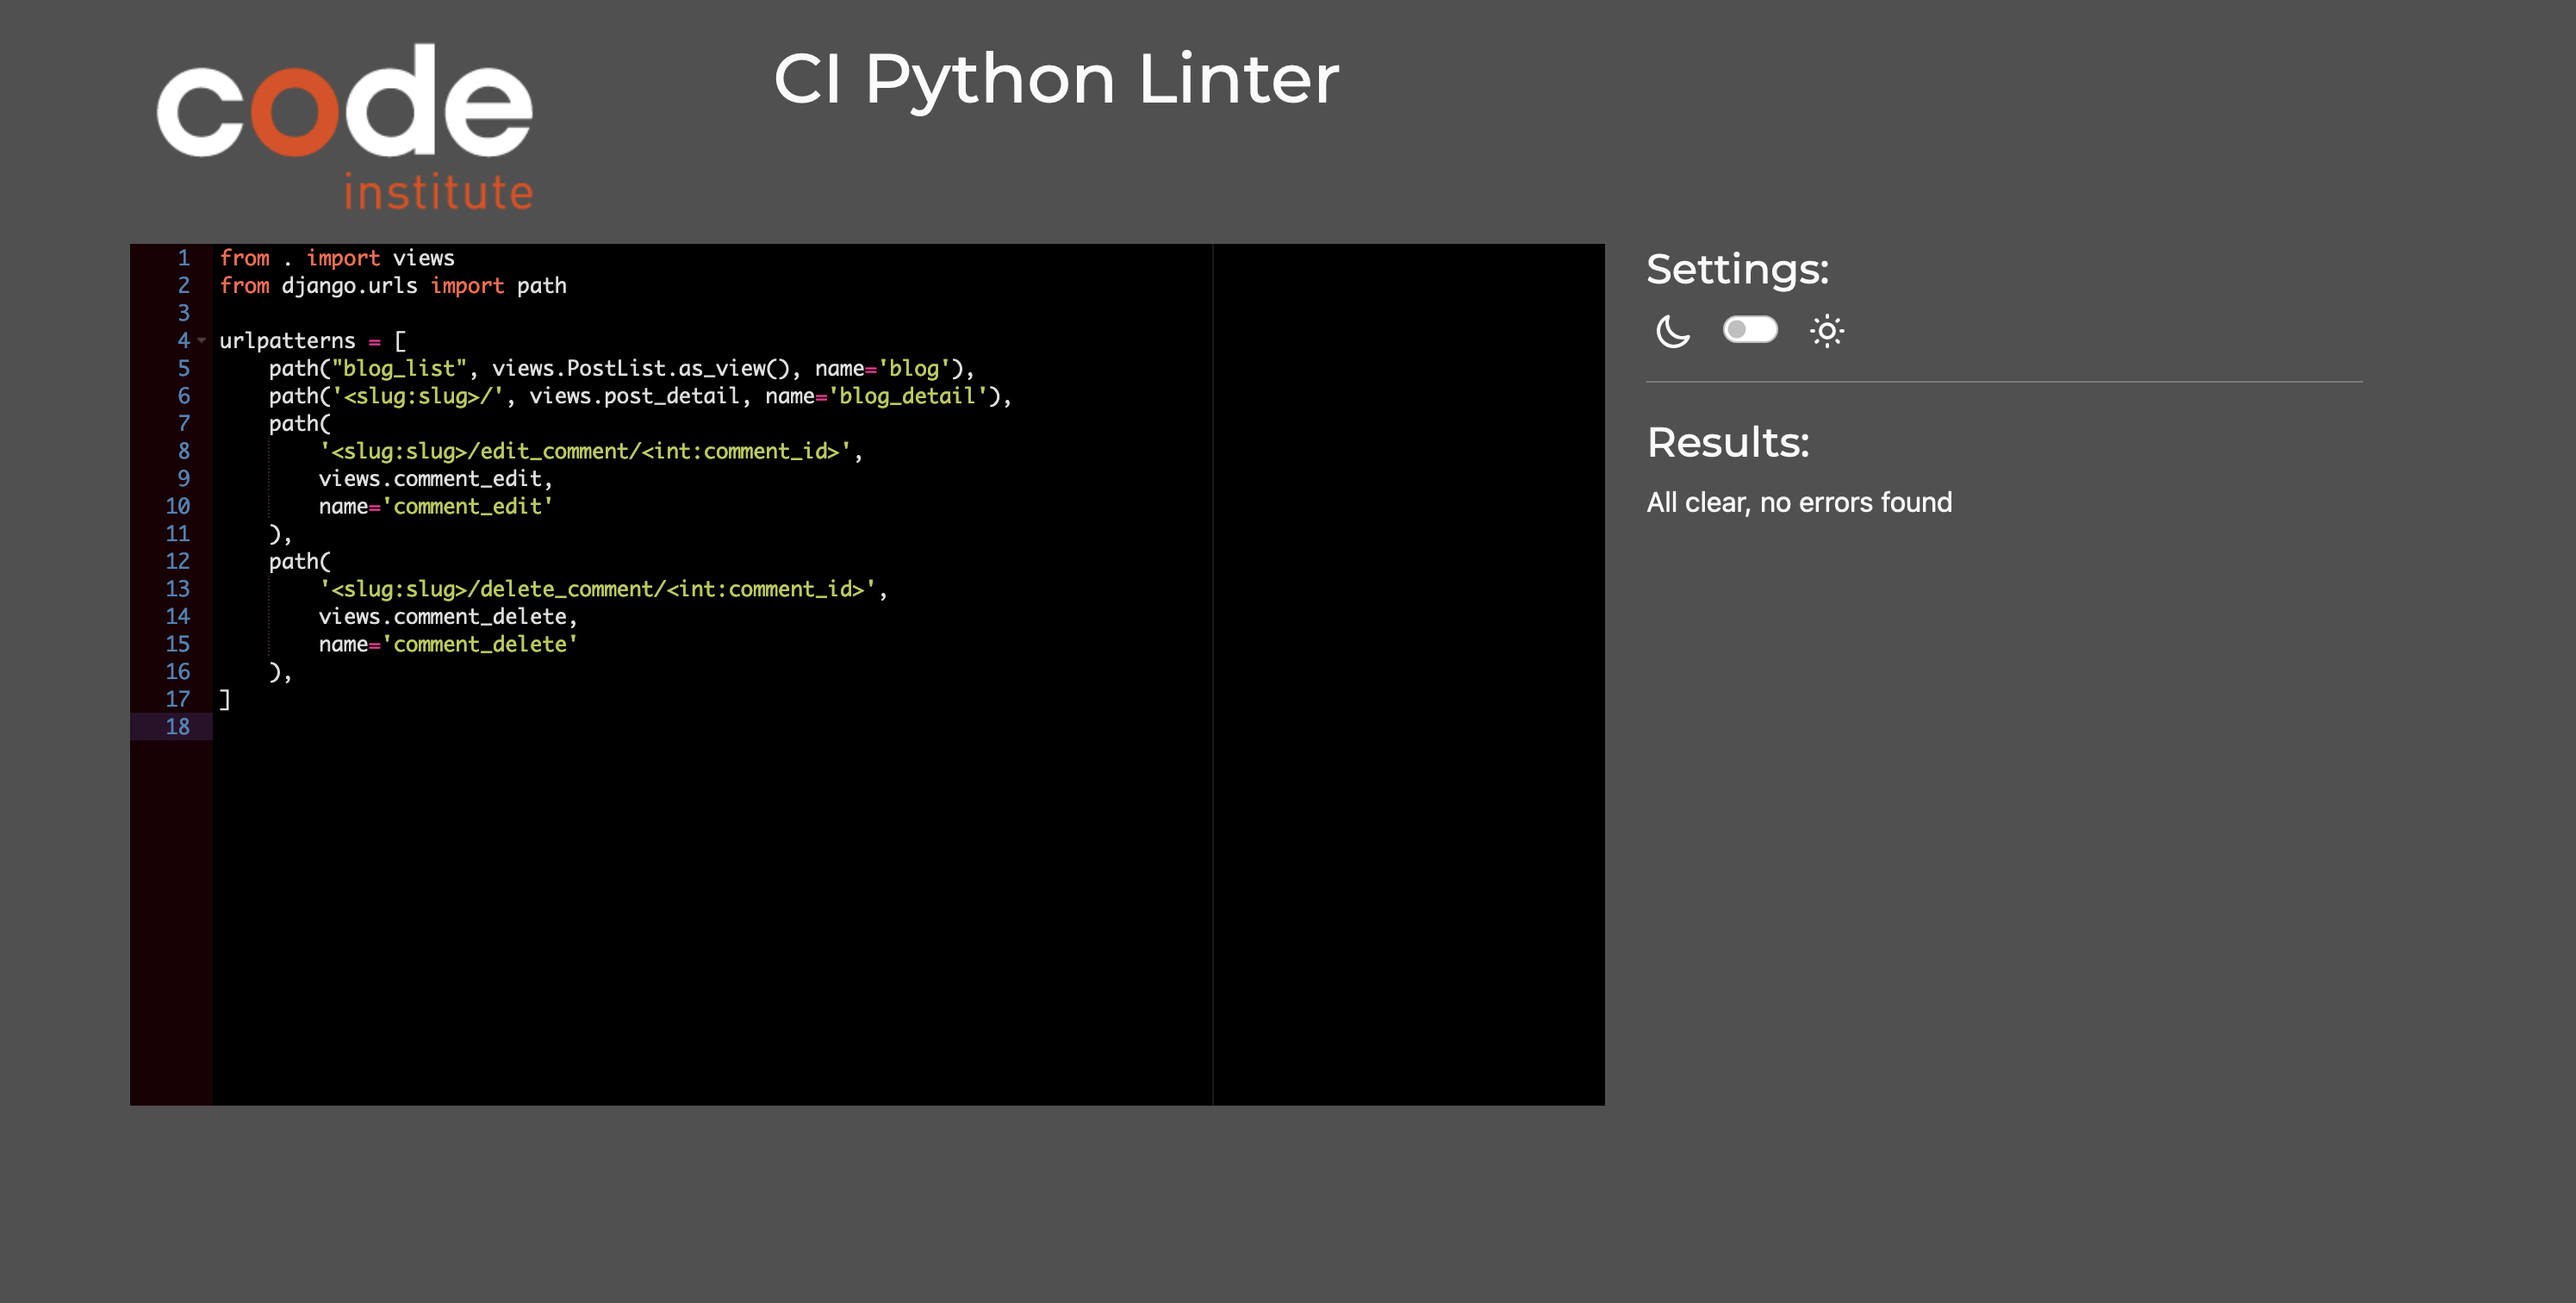 code
institute
CI Python Linter
1 from . import views
2 from django.urls import path
3
4 urlpatterns = [
5     path("blog_list", views.PostList.as_view(), name='blog'),
6     path('<slug:slug>/', views.post_detail, name='blog_detail'),
7     path(
8         '<slug:slug>/edit_comment/<int:comment_id>',
9         views.comment_edit,
10         name='comment_edit'
11     ),
12     path(
13         '<slug:slug>/delete_comment/<int:comment_id>',
14         views.comment_delete,
15         name='comment_delete'
16     ),
17 ]
18
Settings:
Results:
All clear, no errors found